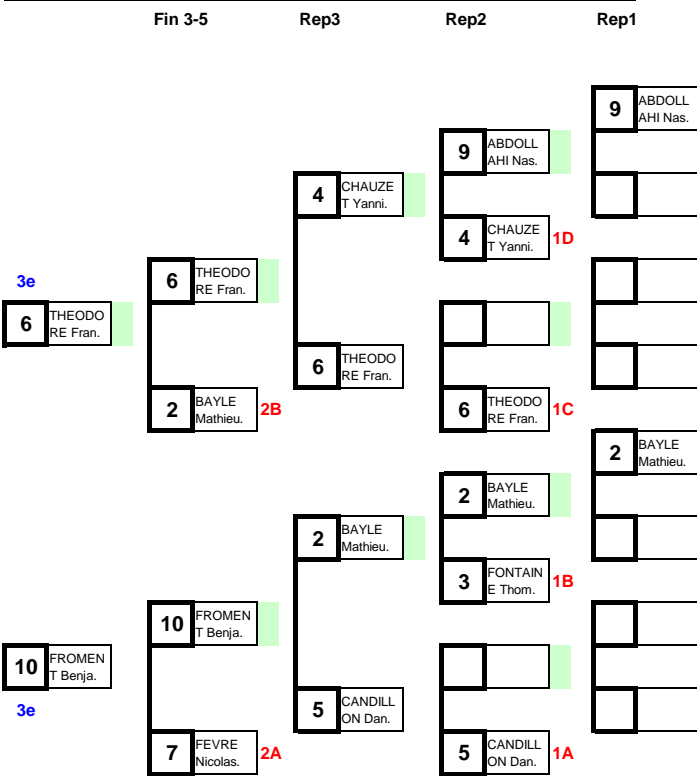 Fin 3-5 Rep3 Rep2 Rep1
9 ABDOLL
AHI Nas.
9 ABDOLL
AHI Nas.
4 CHAUZE
T Yanni.
4 CHAUZE
T Yanni. 1D
6 THEODO
RE Fran.
3e
6 THEODO
RE Fran.
6 THEODO
RE Fran.
2 BAYLE
Mathieu. 2B
6 THEODO
RE Fran. 1C
2 BAYLE
Mathieu.
2 BAYLE
Mathieu.
2 BAYLE
Mathieu.
3 FONTAIN
E Thom. 1B
10 FROMEN
T Benja.
10 FROMEN
T Benja.
3e
5 CANDILL
ON Dan.
7 FEVRE
Nicolas. 2A
5 CANDILL
ON Dan. 1A